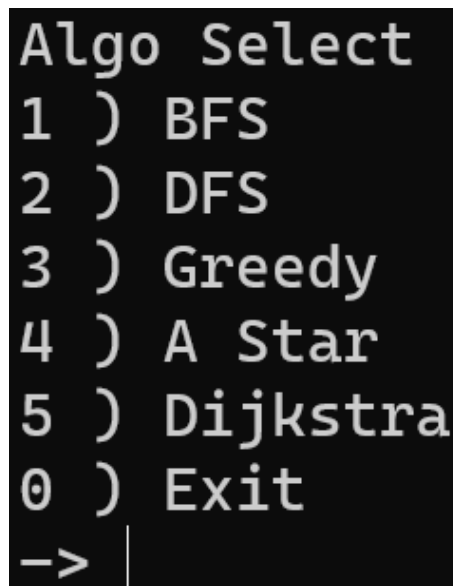 Algo Select
1 ) BFS
2 ) DFS
3 ) Greedy
4 ) A Star
5 ) Dijkstra
0 ) Exit
->